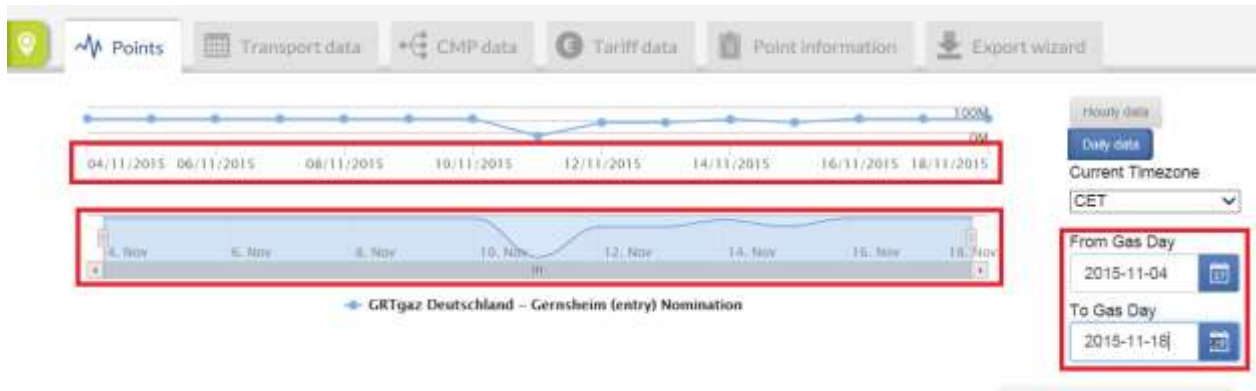 Points Transport data CMP data Tariff data Point information Export wizard
100M
0M
04/11/2015 06/11/2015 08/11/2015 10/11/2015 12/11/2015 14/11/2015 16/11/2015 18/11/2015
4. Nov 6. Nov 8. Nov 10. Nov 12. Nov 14. Nov 16. Nov 18. Nov
GRTgaz Deutschland – Gernsheim (entry) Nomination
Hourly data
Daily data
Current Timezone
CET
From Gas Day
2015-11-04
To Gas Day
2015-11-18